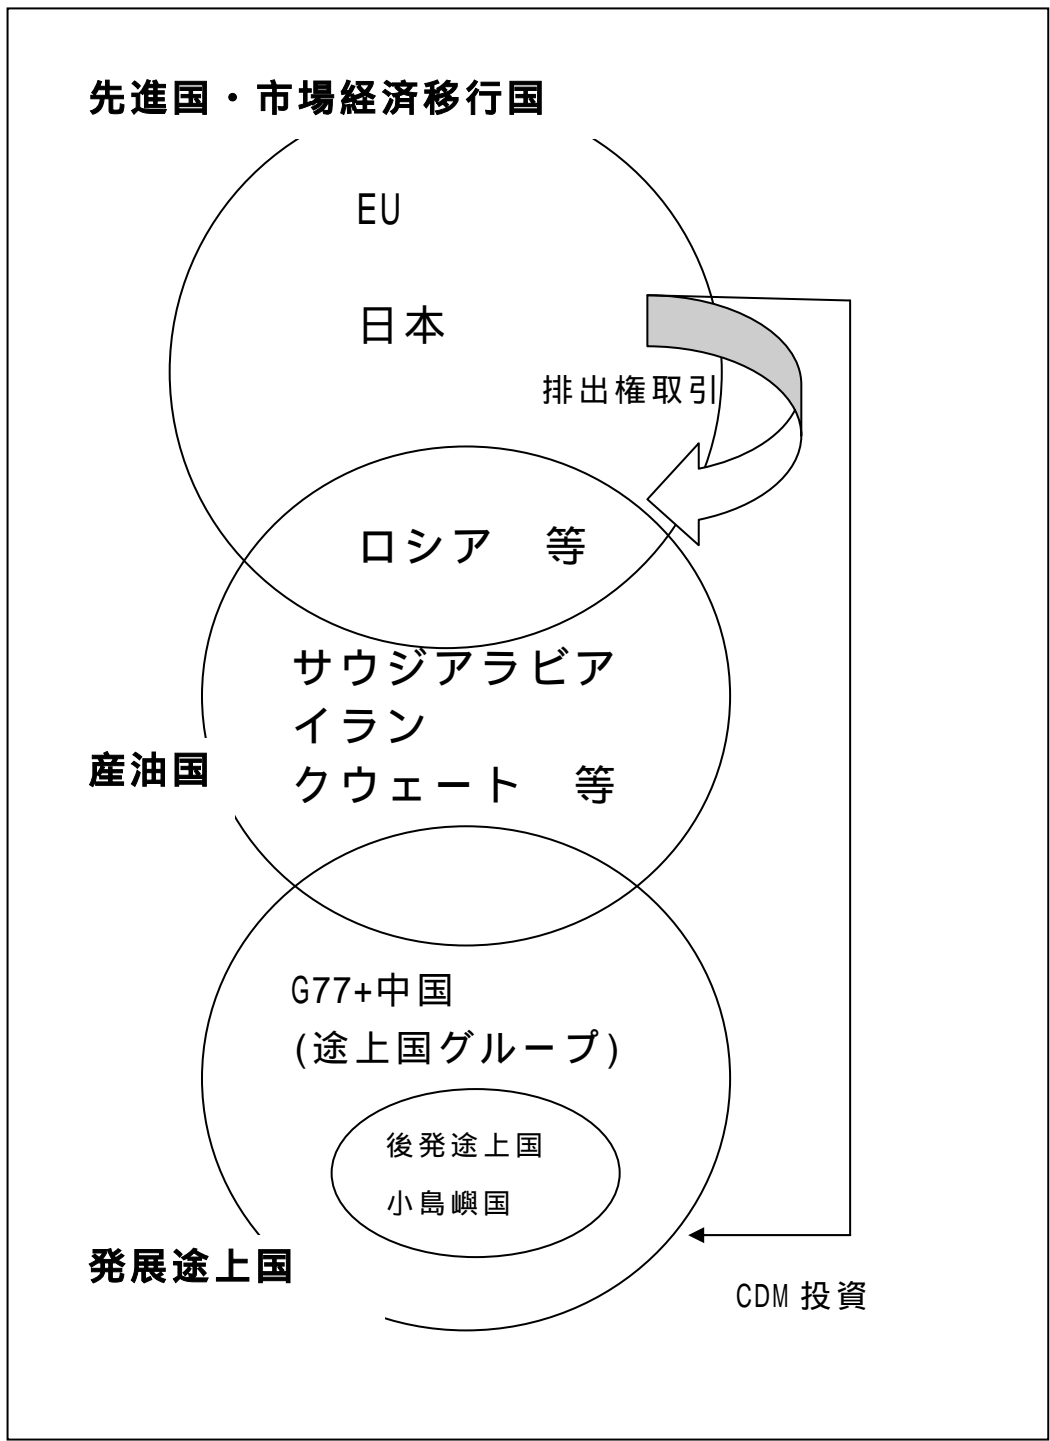 先進国・市場経済移行国
EU
日本
排出権取引
ロシア　等
サウジアラビア
イラン
クウェート　等
産油国
G77+中国
(途上国グループ)
後発途上国
小島嶼国
発展途上国
CDM 投資